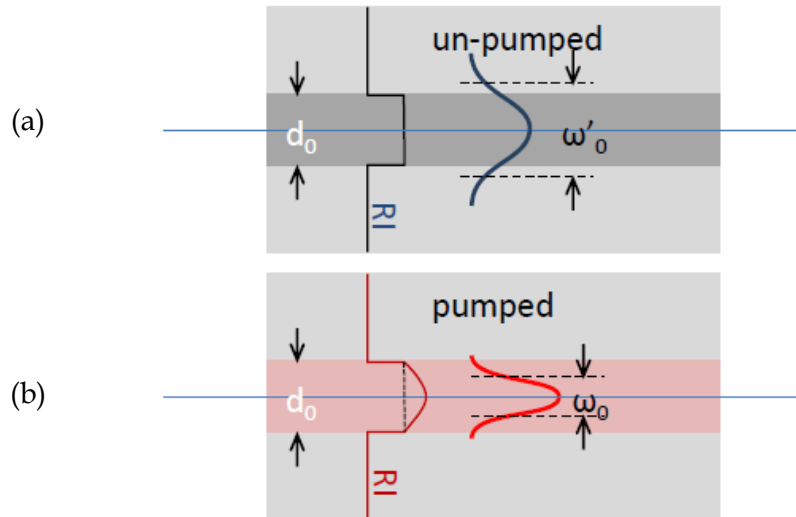 un-pumped
(a)
d₀
ω'₀
RI
pumped
(b)
d₀
ω₀
RI